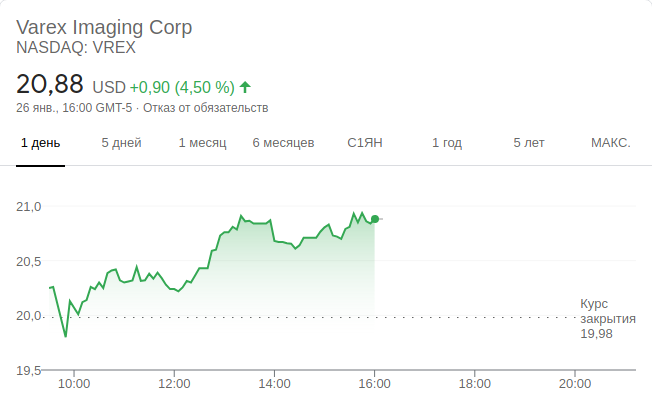 Varex Imaging Corp
NASDAQ: VREX
20,88 USD +0,90 (4,50 %)
26 янв., 16:00 GMT-5 · Отказ от обязательств
1 день 5 дней 1 месяц 6 месяцев С1ЯН 1 год 5 лет МАКС.
21,0
20,5
20,0
19,5
Курс
закрытия
19,98
10:00 12:00 14:00 16:00 18:00 20:00